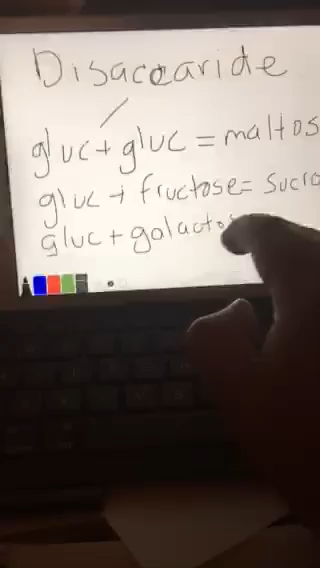 Disaccaride
gluc + gluc = maltos
gluc + fructose = sucro
gluc + galacto